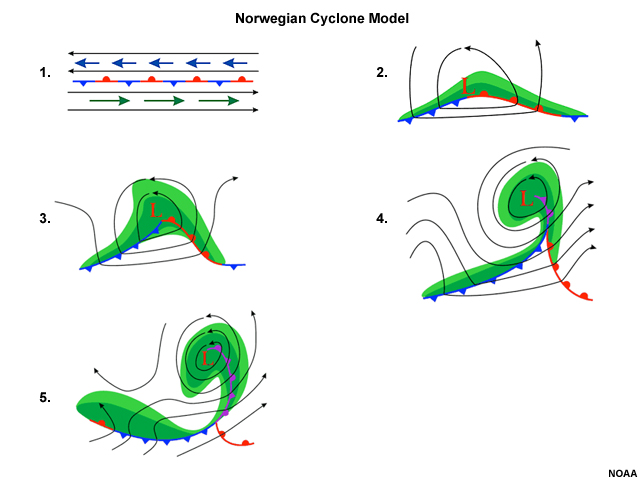 Norwegian Cyclone Model
1.
2.
L
3.
L
4.
L
5.
L
NOAA